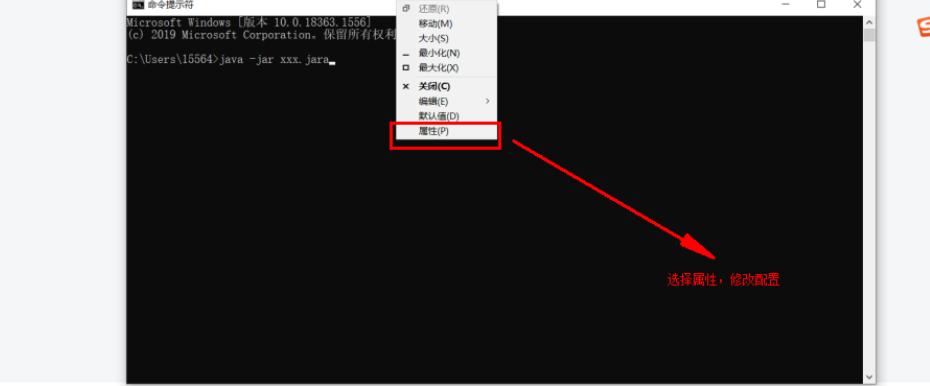 命令提示符
Microsoft Windows [版本 10.0.18363.1556]
(c) 2019 Microsoft Corporation。保留所有权利
C:\Users\15564>java -jar xxx.jara
还原(R)
移动(M)
大小(S)
最小化(N)
最大化(X)
关闭(C)
编辑(E)
默认值(D)
属性(P)
选择属性，修改配置